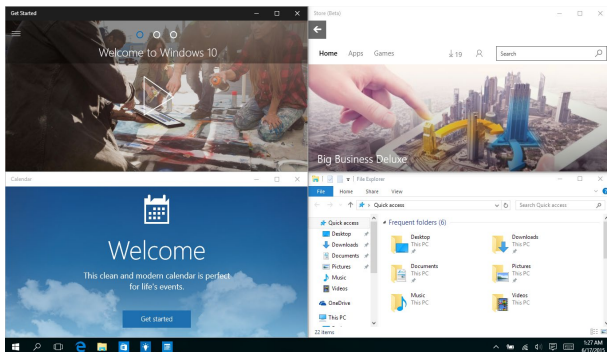 Get Started
Welcome to Windows 10
Store (Beta)
Home Apps Games
19
Search
Big Business Deluxe
Calendar
Welcome
This clean and modern calendar is perfect
for life's events.
Get started
File Explorer
File Home Share View
Quick access
Search Quick access
Quick access
Desktop
Downloads
Documents
Pictures
Music
Videos
OneDrive
This PC
Frequent folders (6)
Desktop
This PC
Downloads
This PC
Documents
This PC
Pictures
This PC
Music
This PC
Videos
This PC
22 items
1:27 AM
6/17/2015